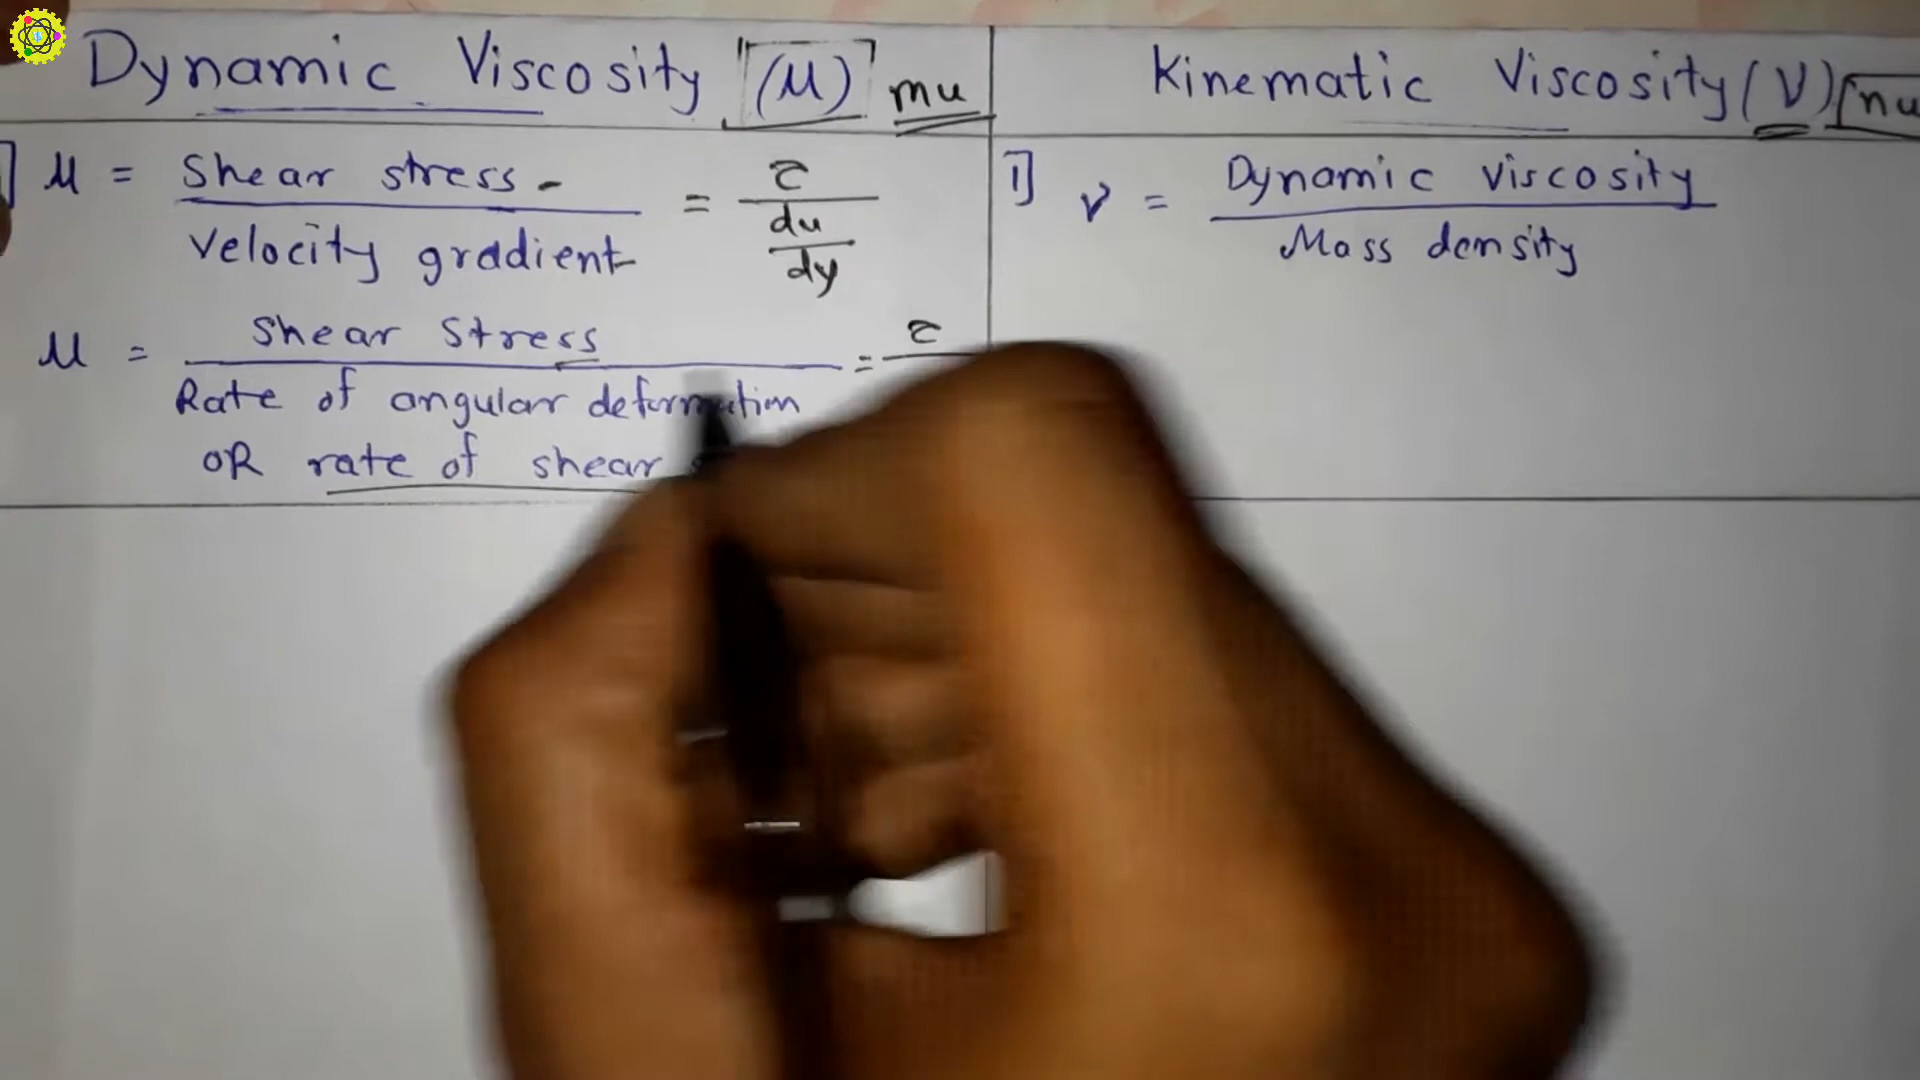 Dynamic Viscosity (μ) mu
Kinematic Viscosity (ν) (nu
] μ = Shear stress / Velocity gradient = τ / du/dy
μ = Shear Stress / Rate of angular deformation = τ
OR rate of shear
1] ν = Dynamic viscosity / Mass density